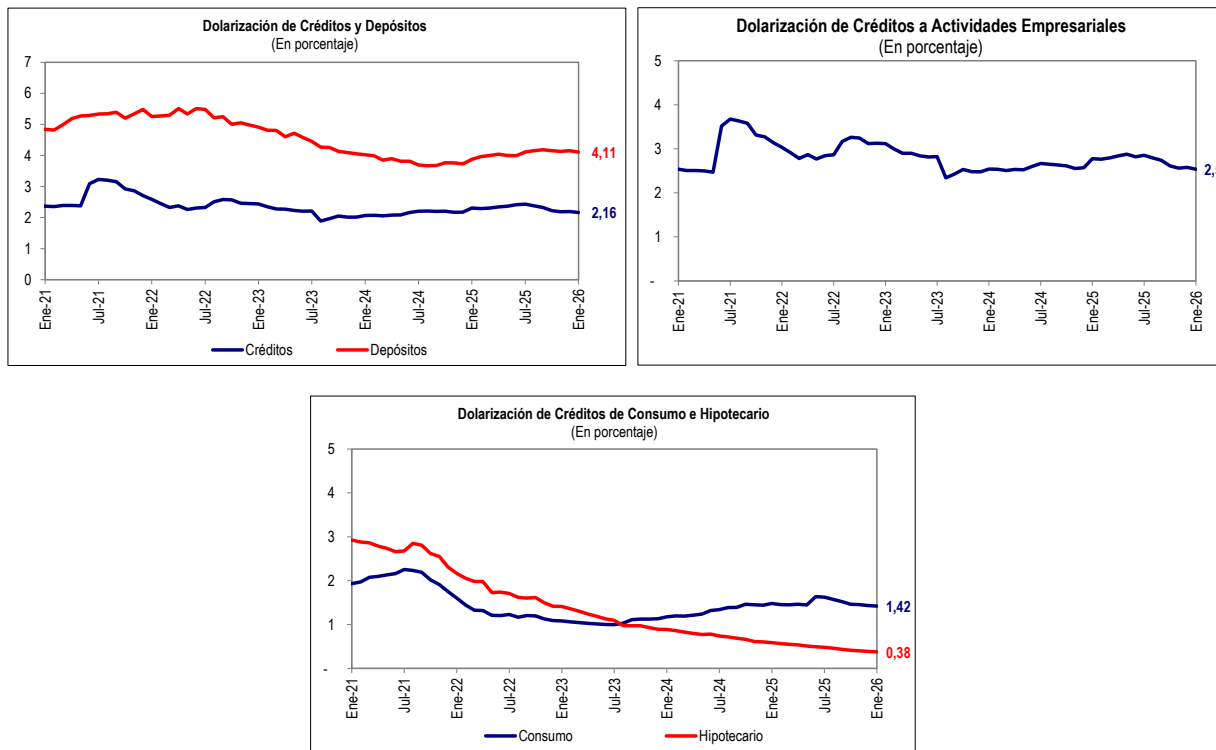 Dolarización de Créditos y Depósitos
(En porcentaje)
7
6
5
4
3
2
1
0
4,11
2,16
Ene-21
Jul-21
Ene-22
Jul-22
Ene-23
Jul-23
Ene-24
Jul-24
Ene-25
Jul-25
Ene-26
Créditos
Depósitos
Dolarización de Créditos a Actividades Empresariales
(En porcentaje)
5
4
3
2
1
-
Ene-21
Jul-21
Ene-22
Jul-22
Ene-23
Jul-23
Ene-24
Jul-24
Ene-25
Jul-25
Ene-26
Dolarización de Créditos de Consumo e Hipotecario
(En porcentaje)
5
4
3
2
1
-
1,42
0,38
Ene-21
Jul-21
Ene-22
Jul-22
Ene-23
Jul-23
Ene-24
Jul-24
Ene-25
Jul-25
Ene-26
Consumo
Hipotecario